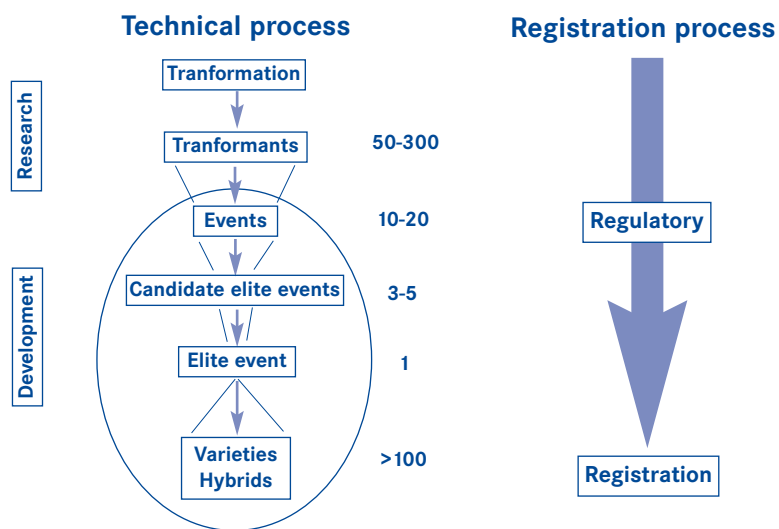 Technical process
Registration process
Research
Tranformation
Tranformants
50-300
Events
10-20
Regulatory
Development
Candidate elite events
3-5
Elite event
1
Varieties
Hybrids
>100
Registration